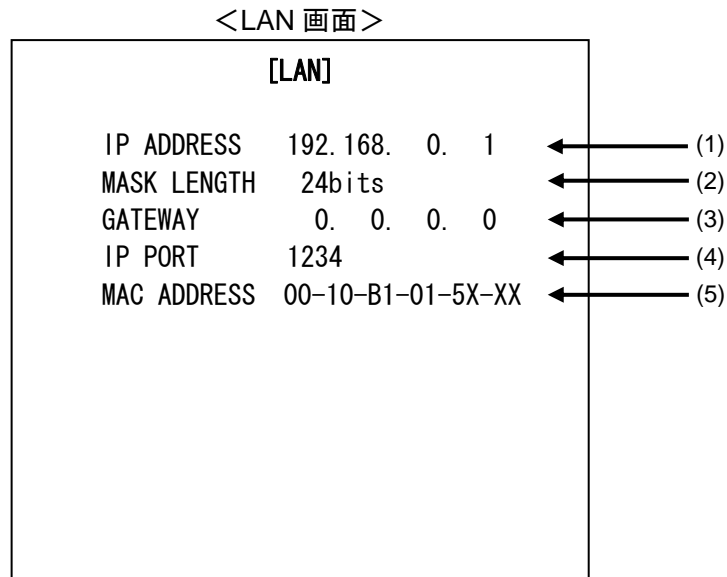 ＜LAN 画面＞
[LAN]
IP ADDRESS 192.168. 0. 1 (1)
MASK LENGTH 24bits (2)
GATEWAY 0. 0. 0. 0 (3)
IP PORT 1234 (4)
MAC ADDRESS 00-10-B1-01-5X-XX (5)